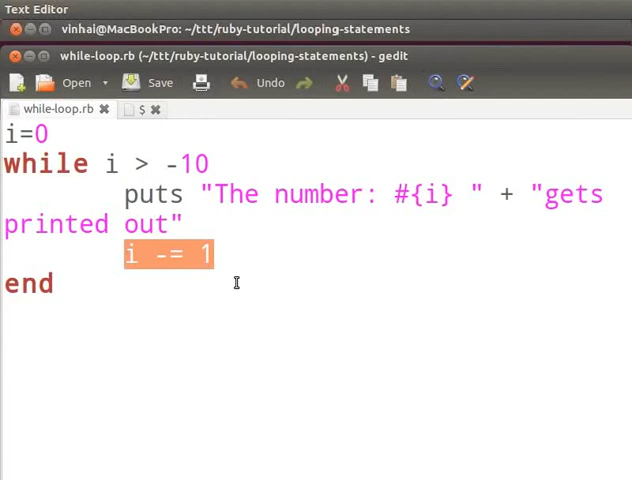 Text Editor
vinhai@MacBookPro: ~/ttt/ruby-tutorial/looping-statements
while-loop.rb (~/ttt/ruby-tutorial/looping-statements) - gedit
Open Save Undo
while-loop.rb $
i=0
while i > -10
puts "The number: #{i} " + "gets
printed out"
i -= 1
end